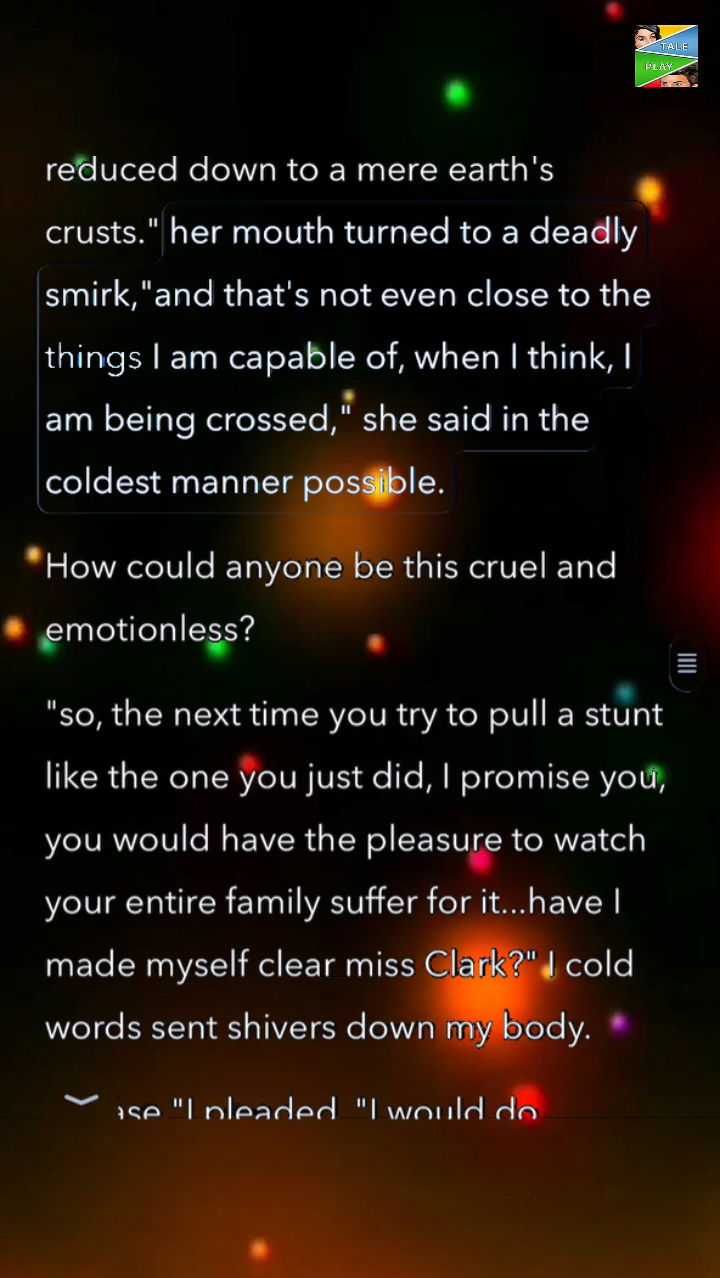 TALE
PLAY
reduced down to a mere earth's
crusts." her mouth turned to a deadly
smirk,"and that's not even close to the
things I am capable of, when I think, I
am being crossed," she said in the
coldest manner possible.
How could anyone be this cruel and
emotionless?
"so, the next time you try to pull a stunt
like the one you just did, I promise you,
you would have the pleasure to watch
your entire family suffer for it...have I
made myself clear miss Clark?" I cold
words sent shivers down my body.
"I pleaded "I would do